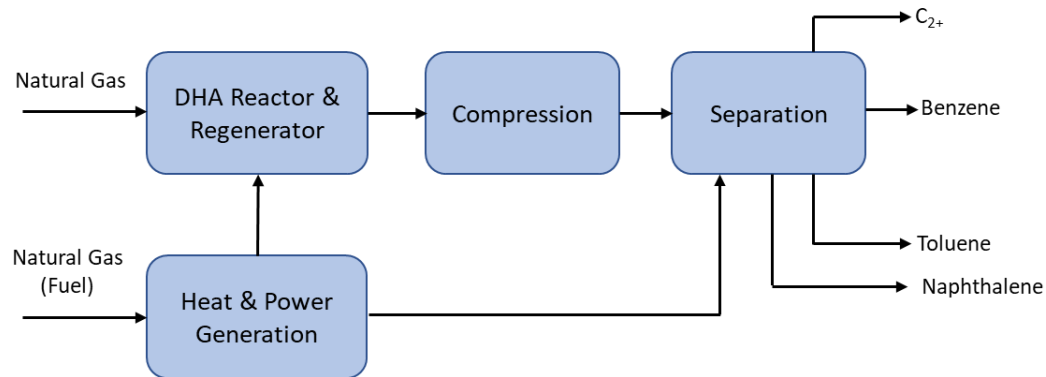 C₂₊
Natural Gas
DHA Reactor &
Regenerator
Compression
Separation
Benzene
Natural Gas
(Fuel)
Heat & Power
Generation
Toluene
Naphthalene